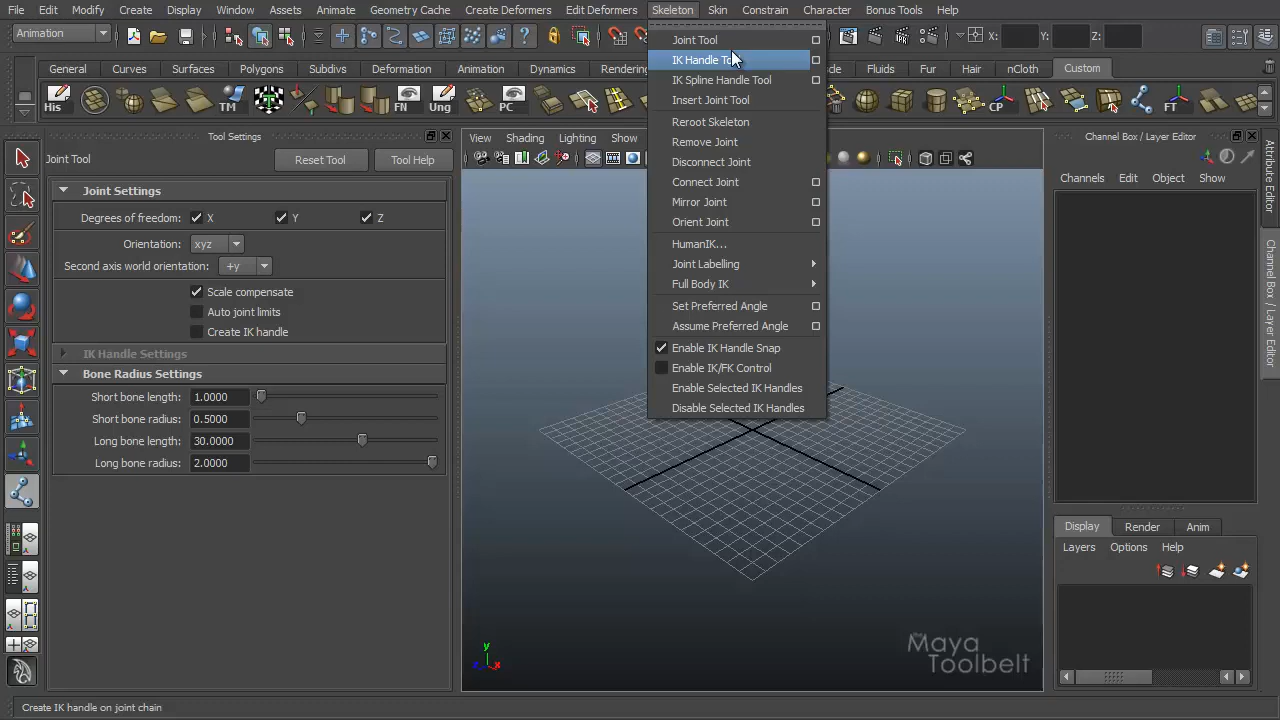 File Edit Modify Create Display Window Assets Animate Geometry Cache Create Deformers Edit Deformers Skeleton Skin Constrain Character Bonus Tools Help
Animation X: Y: Z:
General Curves Surfaces Polygons Subdivs Deformation Animation Dynamics Rendering Fluids Fur Hair nCloth Custom
His TM FN Ung PC CP TM
Joint Tool
IK Handle
IK Spline Handle Tool
Insert Joint Tool
Reroot Skeleton
Remove Joint
Disconnect Joint
Connect Joint
Mirror Joint
Orient Joint
HumanIK...
Joint Labelling
Full Body IK
Set Preferred Angle
Assume Preferred Angle
Enable IK Handle Snap
Enable IK/FK Control
Enable Selected IK Handles
Disable Selected IK Handles
Tool Settings
Joint Tool Reset Tool Tool Help
Joint Settings
Degrees of freedom: X Y Z
Orientation: xyz
Second axis world orientation: +y
Scale compensate
Auto joint limits
Create IK handle
IK Handle Settings
Bone Radius Settings
Short bone length: 1.0000
Short bone radius: 0.5000
Long bone length: 30.0000
Long bone radius: 2.0000
View Shading Lighting Show
y
z x
Maya
Toolbelt
Channel Box / Layer Editor
Channels Edit Object Show
Attribute Editor
Channel Box / Layer Editor
Display Render Anim
Layers Options Help
Create IK handle on joint chain